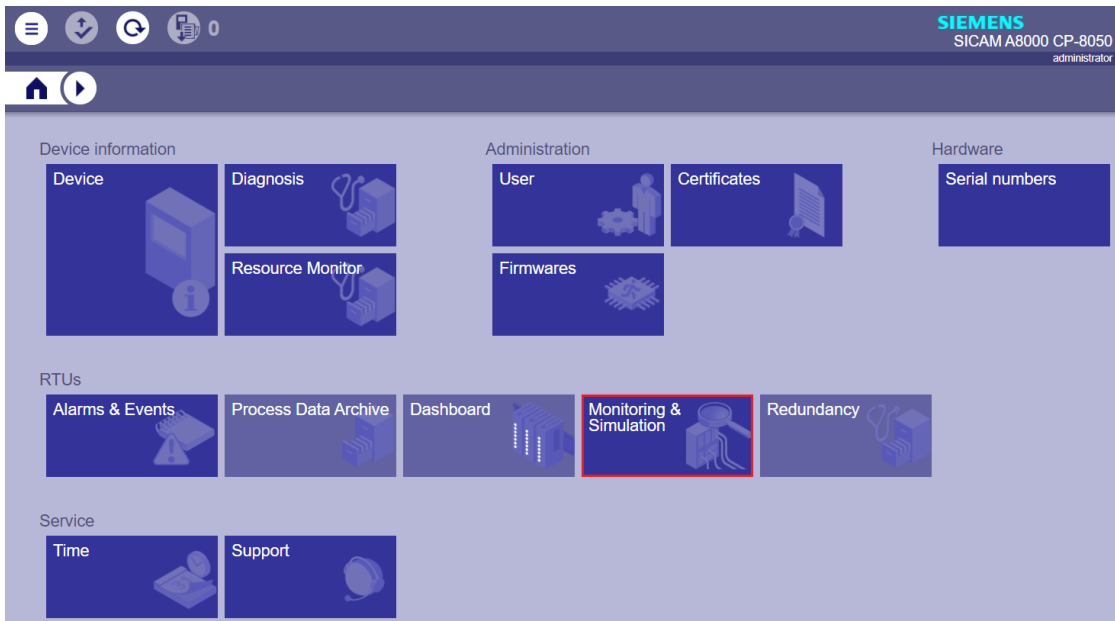 0
SIEMENS
SICAM A8000 CP-8050
administrator
Device information
Administration
Hardware
Device
Diagnosis
User
Certificates
Serial numbers
Resource Monitor
Firmwares
RTUs
Alarms & Events
Process Data Archive
Dashboard
Monitoring &
Simulation
Redundancy
Service
Time
Support